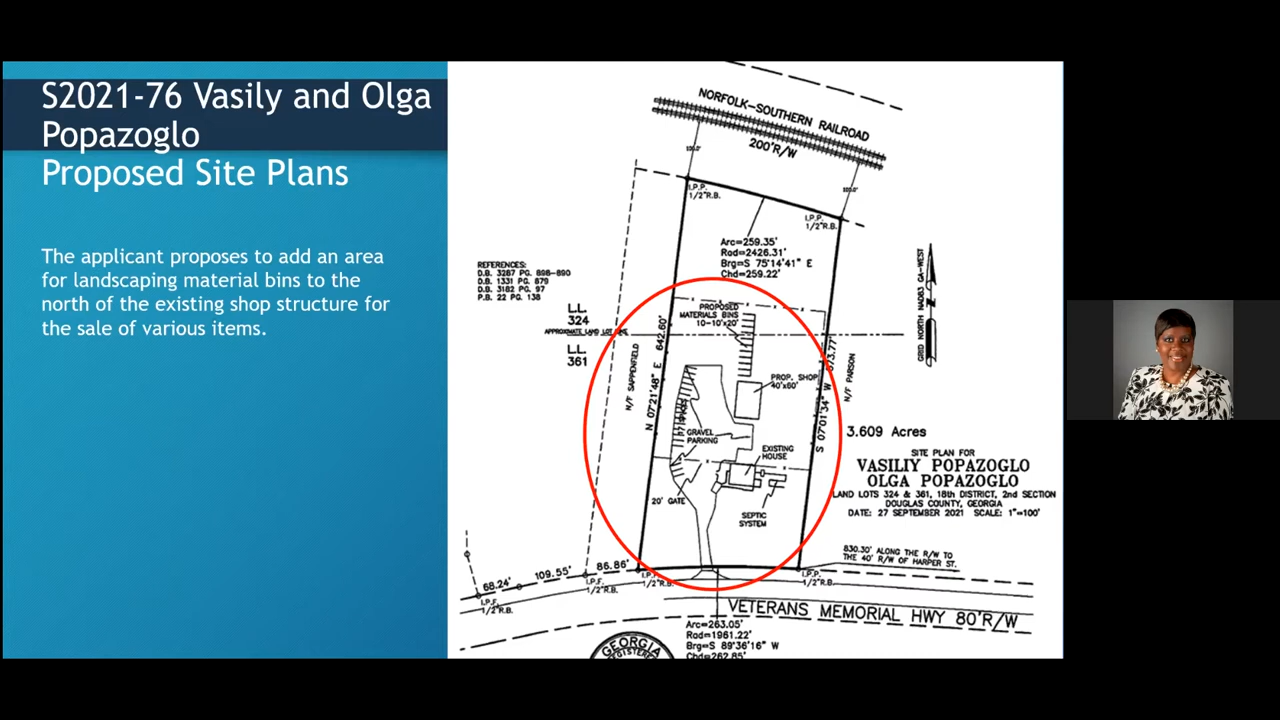 S2021-76 Vasily and Olga
Popazoglo
Proposed Site Plans
The applicant proposes to add an area
for landscaping material bins to the
north of the existing shop structure for
the sale of various items.
NORFOLK-SOUTHERN RAILROAD
200'R/W
I.P.P.
1/2"R.B.
I.P.P.
1/2"R.B.
Arc=259.35'
Rad=2426.31'
Brg=S 75°14'41" E
Chd=259.22'
REFERENCES:
D.B. 3287 PG. 898-890
D.B. 1331 PG. 879
D.B. 3182 PG. 97
P.B. 22 PG. 138
L.L.
324
APPROXIMATE LAND LOT LINE
L.L.
361
PROPOSED
MATERIALS BINS
10-10'x20'
GRID NORTH NAD83 GA-WEST
N
N/F SAPPENFIELD
N 07°21'48" E 642.60'
PROP. SHOP
40'x60'
S 07°01'34" W 673.77'
N/F PARSON
GRAVEL
PARKING
EXISTING
HOUSE
20' GATE
SEPTIC
SYSTEM
3.609 Acres
SITE PLAN FOR
VASILIY POPAZOGLO
OLGA POPAZOGLO
LAND LOTS 324 & 361, 18th DISTRICT, 2nd SECTION
DOUGLAS COUNTY, GEORGIA
DATE: 27 SEPTEMBER 2021 SCALE: 1"=100'
830.30' ALONG THE R/W TO
THE 40' R/W OF HARPER ST.
68.24'
109.55'
86.86'
I.P.F.
1/2"R.B.
I.P.F.
1/2"R.B.
I.P.F.
1/2"R.B.
I.P.P.
1/2"R.B.
VETERANS MEMORIAL HWY 80'R/W
Arc=263.05'
Rad=1961.22'
Brg=S 89°36'16" W
Chd=262.85'
GEORGIA